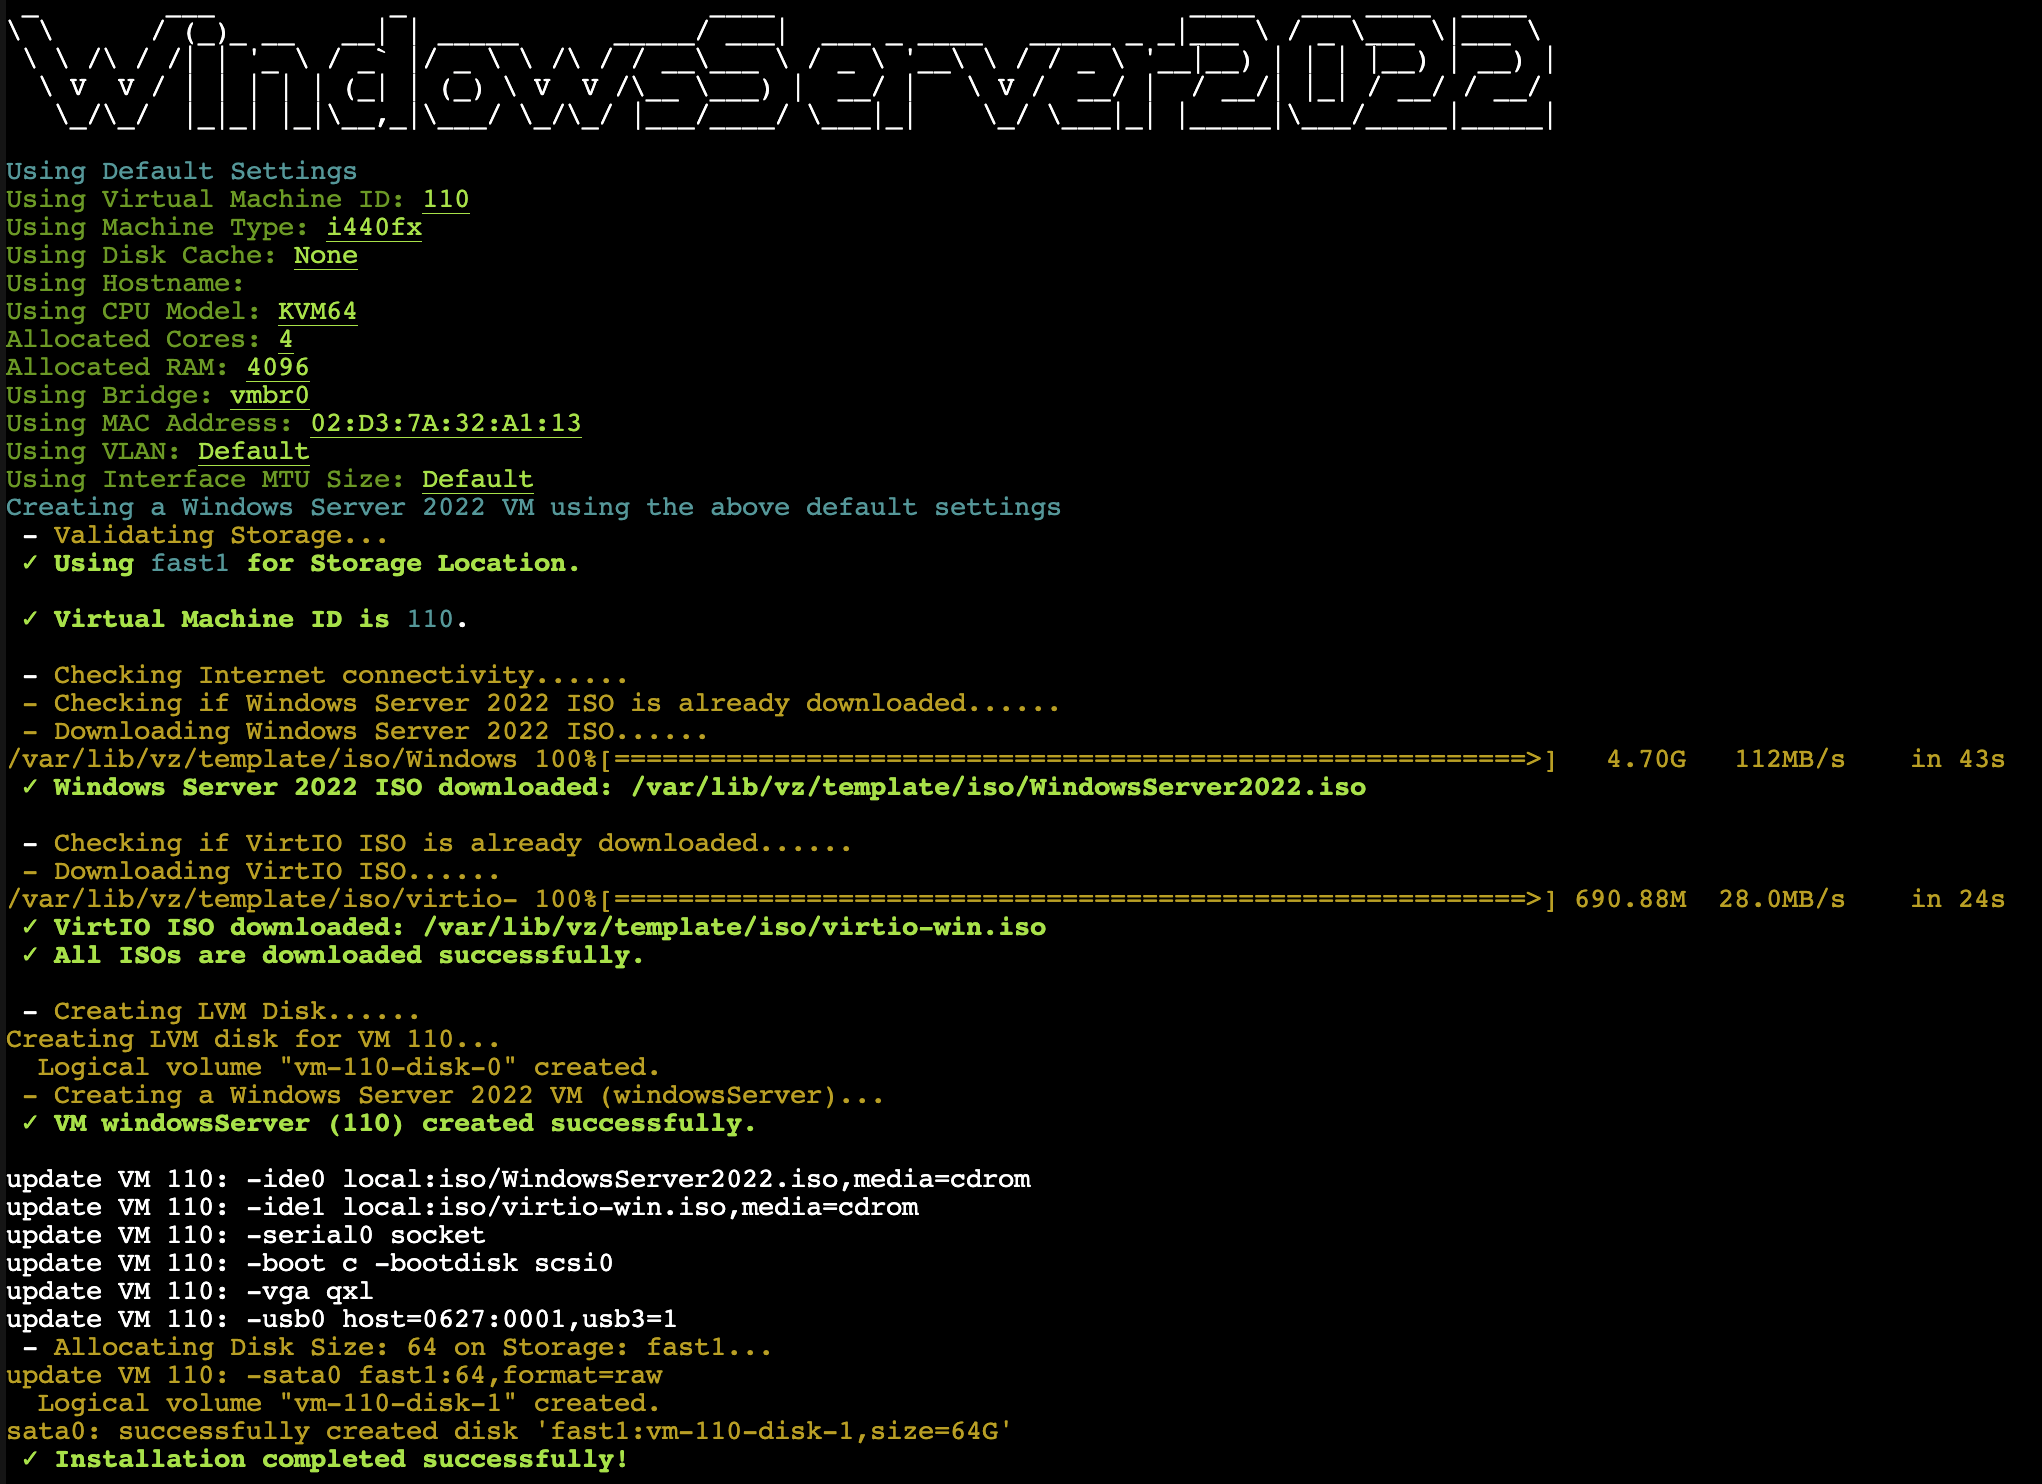 WindowsServer2022
Using Default Settings
Using Virtual Machine ID: 110
Using Machine Type: i440fx
Using Disk Cache: None
Using Hostname:
Using CPU Model: KVM64
Allocated Cores: 4
Allocated RAM: 4096
Using Bridge: vmbr0
Using MAC Address: 02:D3:7A:32:A1:13
Using VLAN: Default
Using Interface MTU Size: Default
Creating a Windows Server 2022 VM using the above default settings
- Validating Storage...
✓ Using fast1 for Storage Location.
✓ Virtual Machine ID is 110.
- Checking Internet connectivity......
- Checking if Windows Server 2022 ISO is already downloaded......
- Downloading Windows Server 2022 ISO......
/var/lib/vz/template/iso/Windows 100%[=========================================================>] 4.70G 112MB/s in 43s
✓ Windows Server 2022 ISO downloaded: /var/lib/vz/template/iso/WindowsServer2022.iso
- Checking if VirtIO ISO is already downloaded......
- Downloading VirtIO ISO......
/var/lib/vz/template/iso/virtio- 100%[=========================================================>] 690.88M 28.0MB/s in 24s
✓ VirtIO ISO downloaded: /var/lib/vz/template/iso/virtio-win.iso
✓ All ISOs are downloaded successfully.
- Creating LVM Disk......
Creating LVM disk for VM 110...
Logical volume "vm-110-disk-0" created.
- Creating a Windows Server 2022 VM (windowsServer)...
✓ VM windowsServer (110) created successfully.
update VM 110: -ide0 local:iso/WindowsServer2022.iso,media=cdrom
update VM 110: -ide1 local:iso/virtio-win.iso,media=cdrom
update VM 110: -serial0 socket
update VM 110: -boot c -bootdisk scsi0
update VM 110: -vga qxl
update VM 110: -usb0 host=0627:0001,usb3=1
- Allocating Disk Size: 64 on Storage: fast1...
update VM 110: -sata0 fast1:64,format=raw
Logical volume "vm-110-disk-1" created.
sata0: successfully created disk 'fast1:vm-110-disk-1,size=64G'
✓ Installation completed successfully!